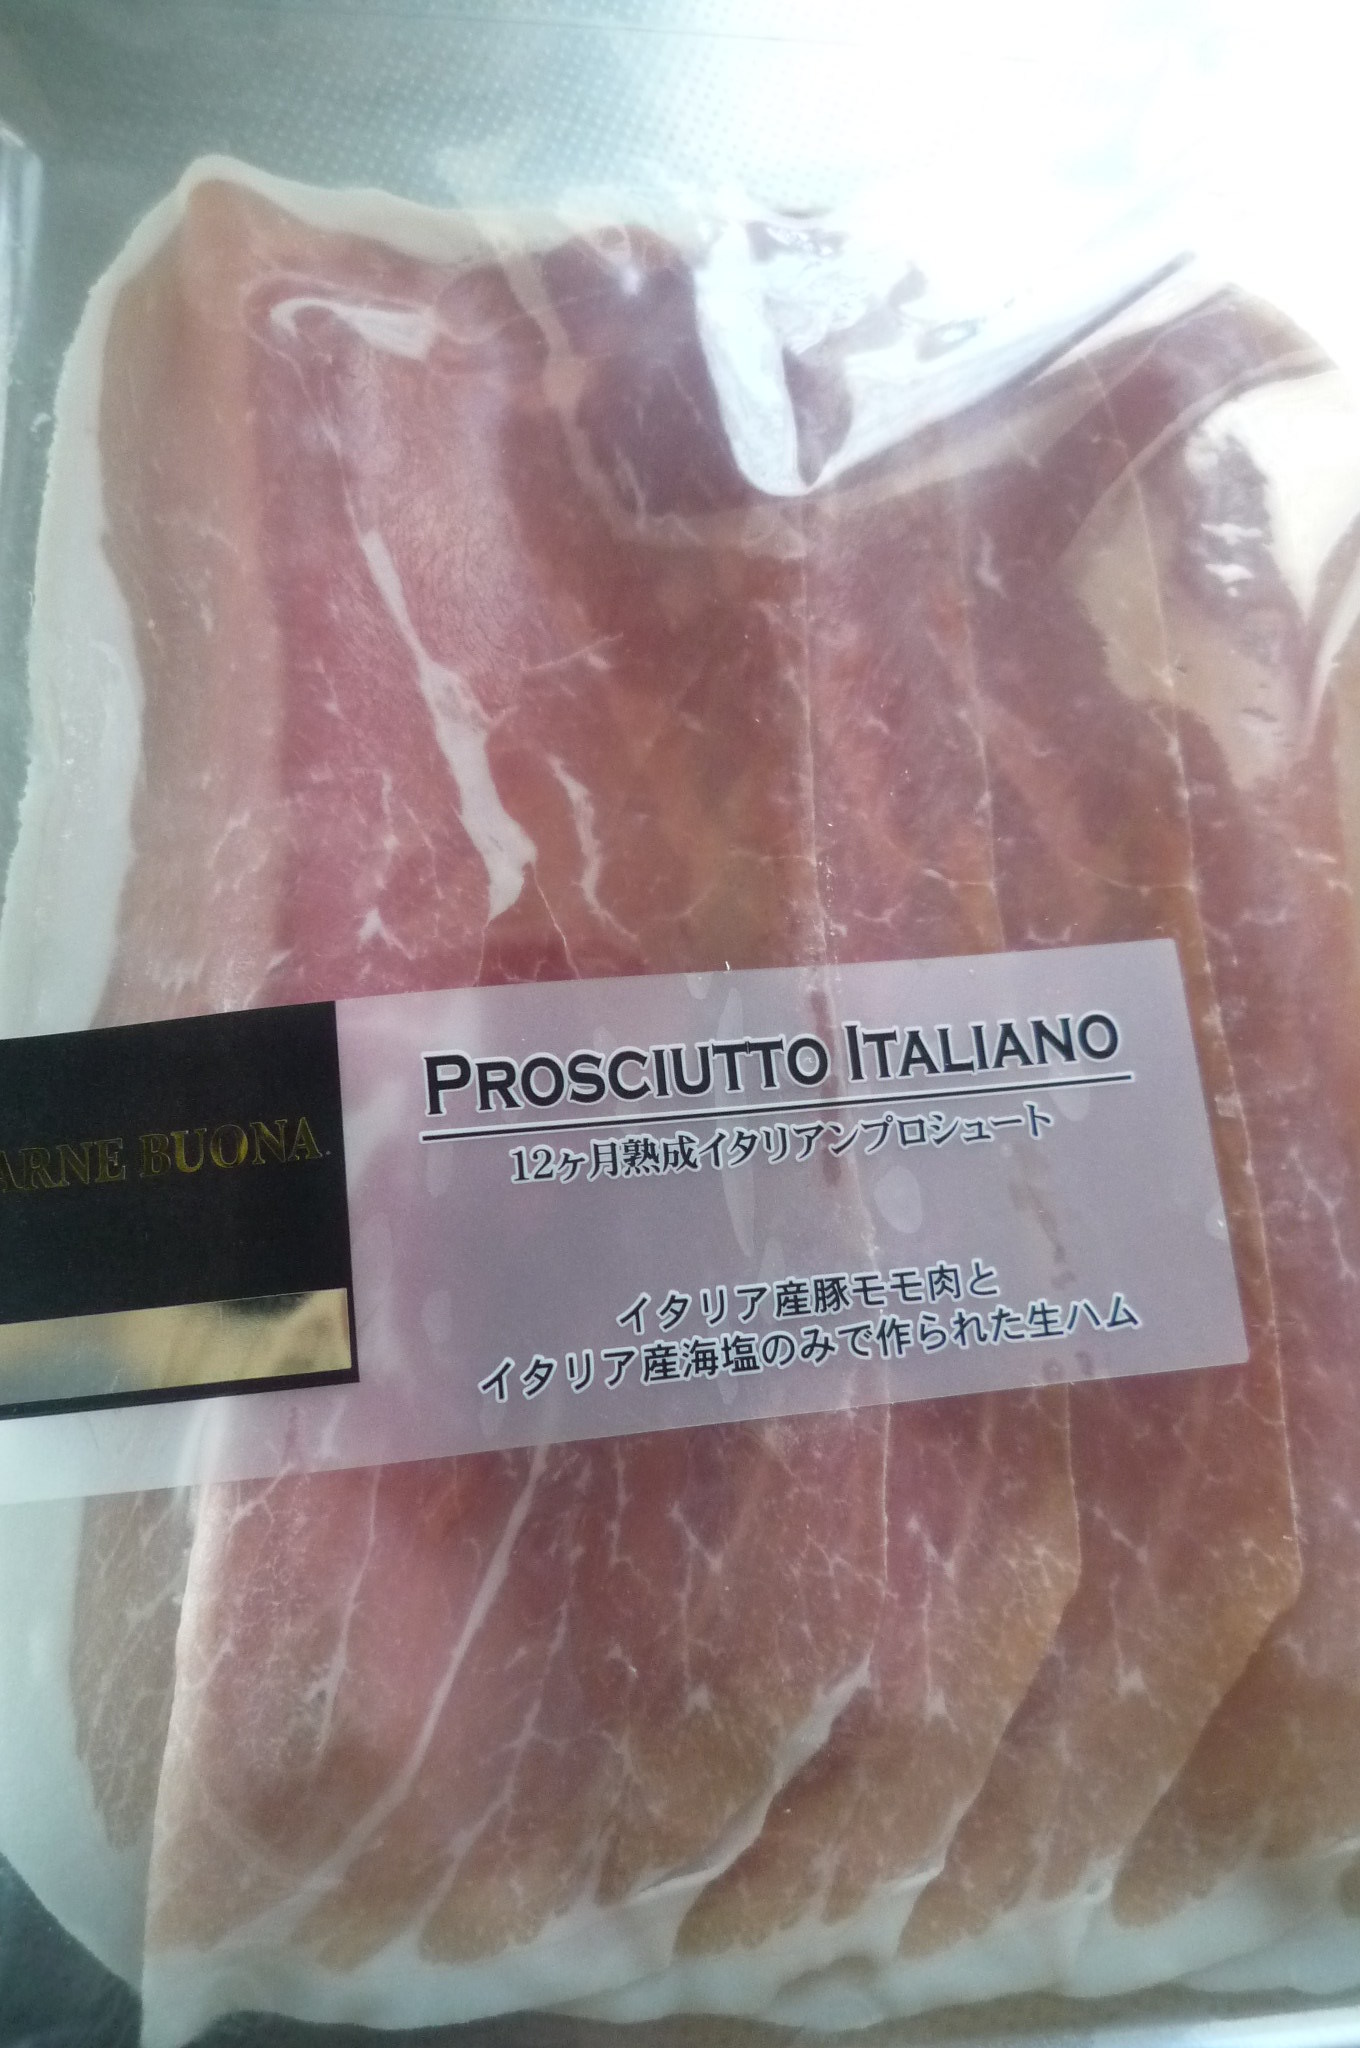 ARNE BUONA
PROSCIUTTO ITALIANO
12ヶ月熟成イタリアンプロシュート
イタリア産豚モモ肉と
イタリア産海塩のみで作られた生ハム